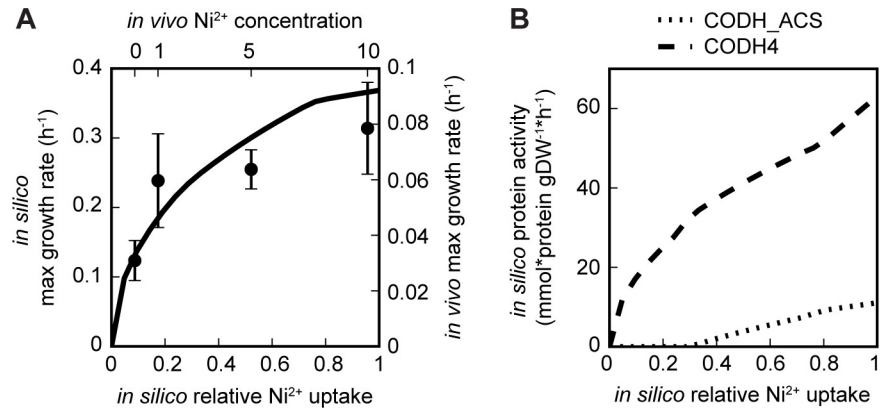 A
in vivo Ni²⁺ concentration
0 1 5 10
0.4
0.3
0.2
0.1
0
in silico
max growth rate (h⁻¹)
0.1
0.08
0.06
0.04
0.02
0
in vivo max growth rate (h⁻¹)
0 0.2 0.4 0.6 0.8 1
in silico relative Ni²⁺ uptake
B
CODH_ACS
CODH4
60
40
20
0
in silico protein activity
(mmol*protein gDW⁻¹*h⁻¹)
0 0.2 0.4 0.6 0.8 1
in silico relative Ni²⁺ uptake